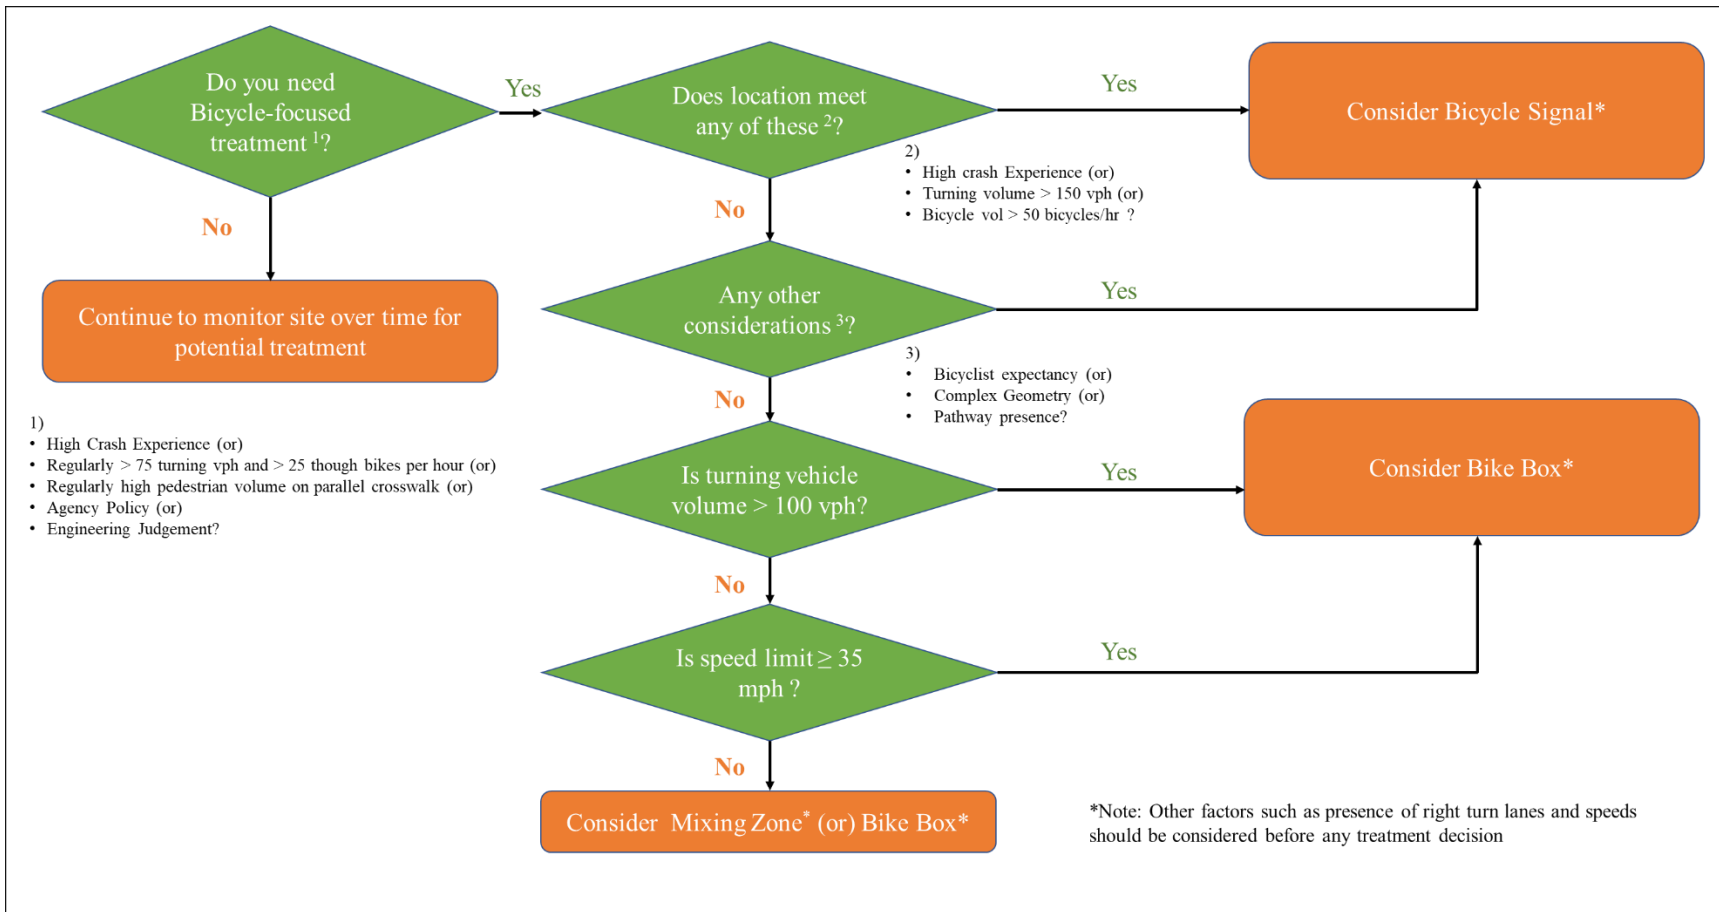 Do you need
Bicycle-focused
treatment ¹?
Yes
Does location meet
any of these ²?
Yes
Consider Bicycle Signal*
2)
• High crash Experience (or)
• Turning volume > 150 vph (or)
• Bicycle vol > 50 bicycles/hr ?
No
No
Continue to monitor site over time for
potential treatment
Any other
considerations ³?
Yes
3)
• Bicyclist expectancy (or)
• Complex Geometry (or)
• Pathway presence?
No
1)
• High Crash Experience (or)
• Regularly > 75 turning vph and > 25 though bikes per hour (or)
• Regularly high pedestrian volume on parallel crosswalk (or)
• Agency Policy (or)
• Engineering Judgement?
Is turning vehicle
volume > 100 vph?
Yes
Consider Bike Box*
No
Is speed limit ≥ 35
mph ?
Yes
No
Consider Mixing Zone* (or) Bike Box*
*Note: Other factors such as presence of right turn lanes and speeds
should be considered before any treatment decision